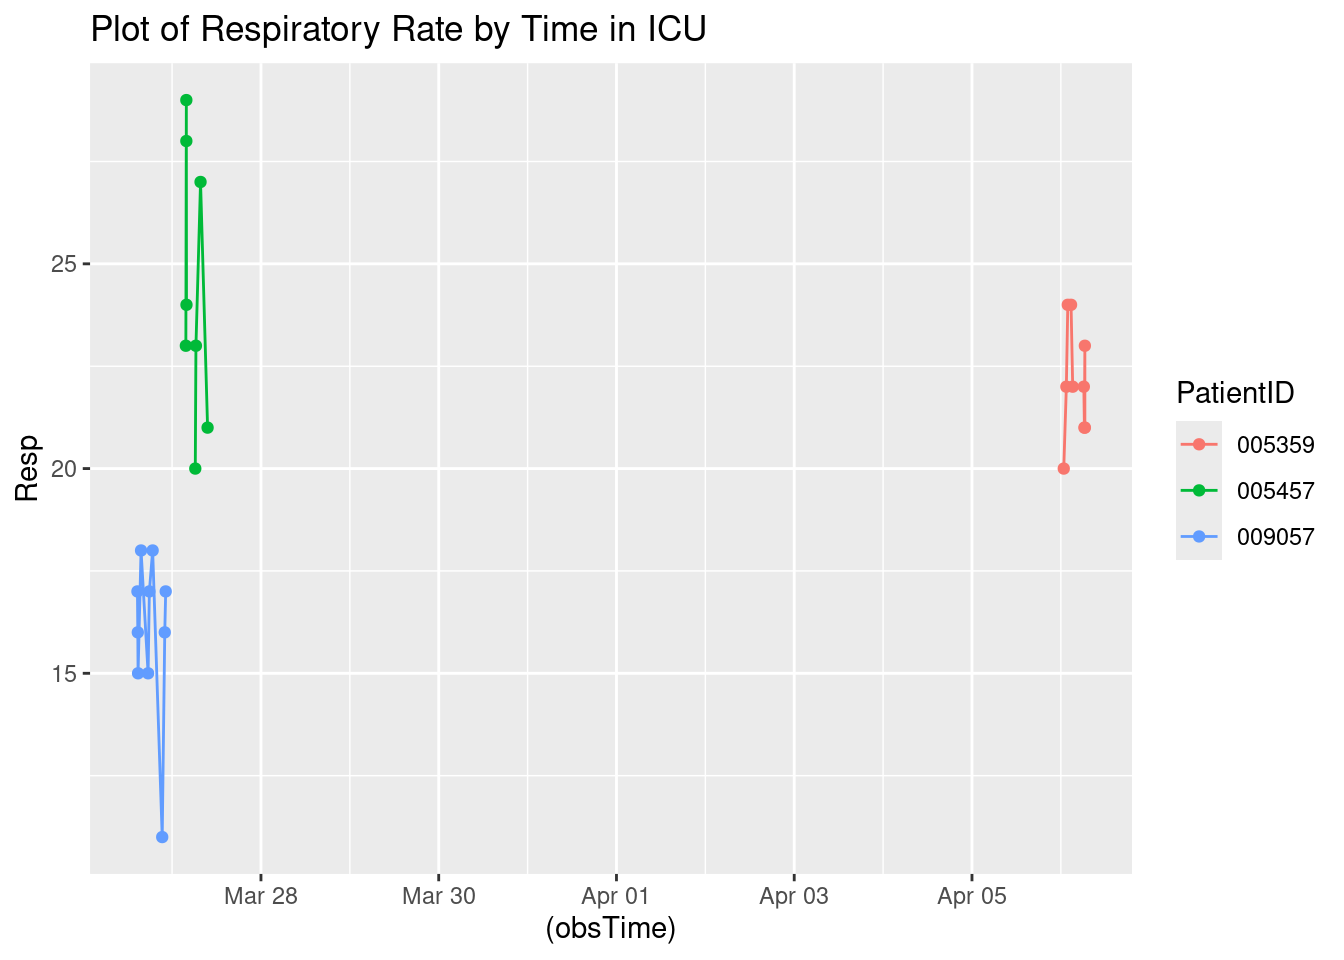 Plot of Respiratory Rate by Time in ICU
25
20
15
Resp
Mar 28 Mar 30 Apr 01 Apr 03 Apr 05
(obsTime)
PatientID
005359
005457
009057